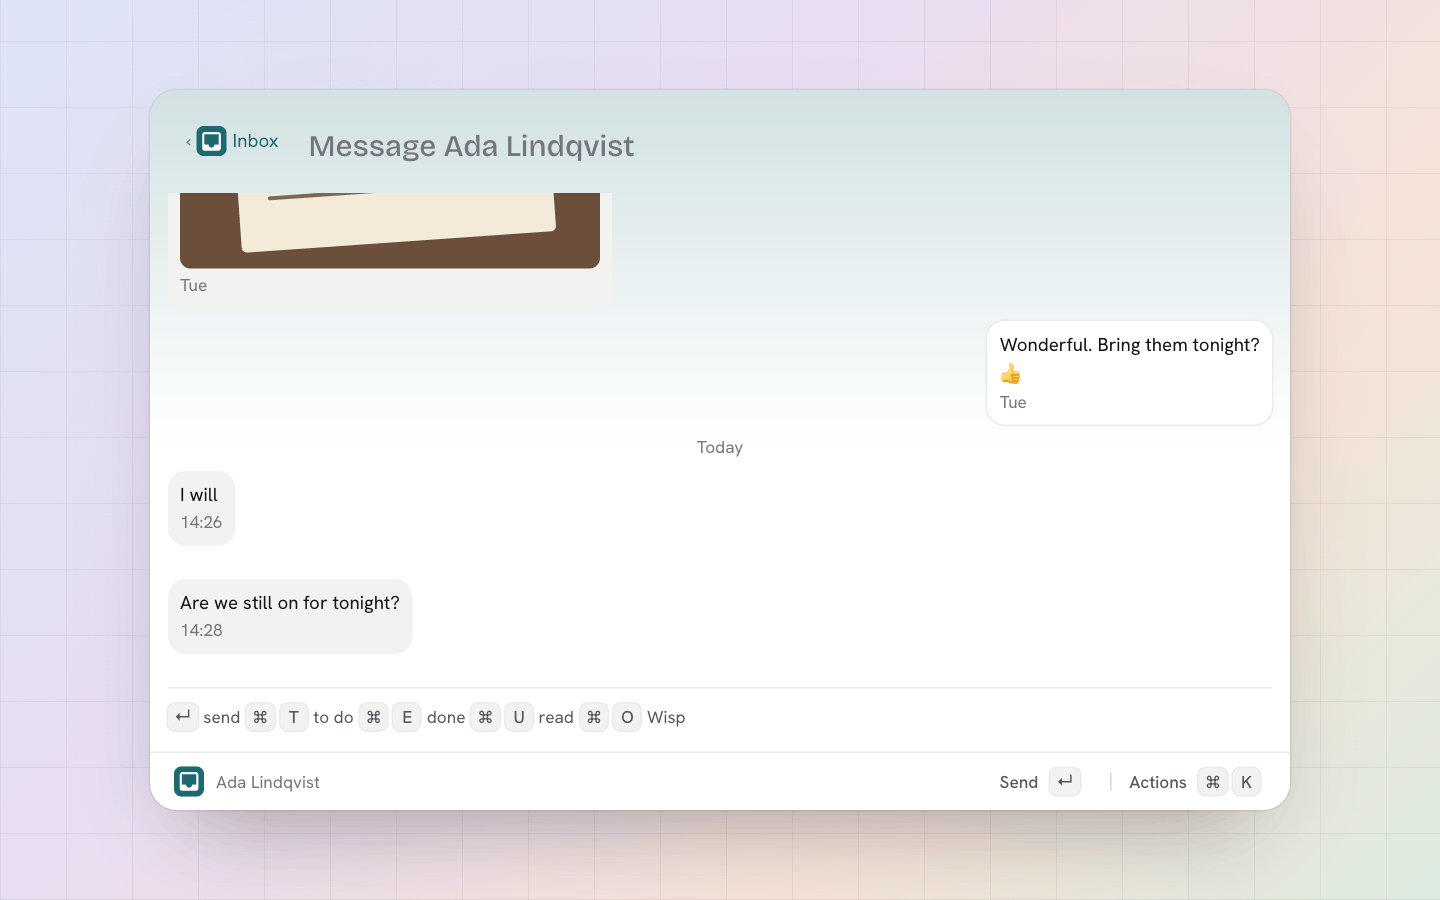 ‹ Inbox Message Ada Lindqvist
Tue
Wonderful. Bring them tonight?
👍
Tue
Today
I will
14:26
Are we still on for tonight?
14:28
↵ send ⌘ T to do ⌘ E done ⌘ U read ⌘ O Wisp
Ada Lindqvist Send ↵ Actions ⌘ K